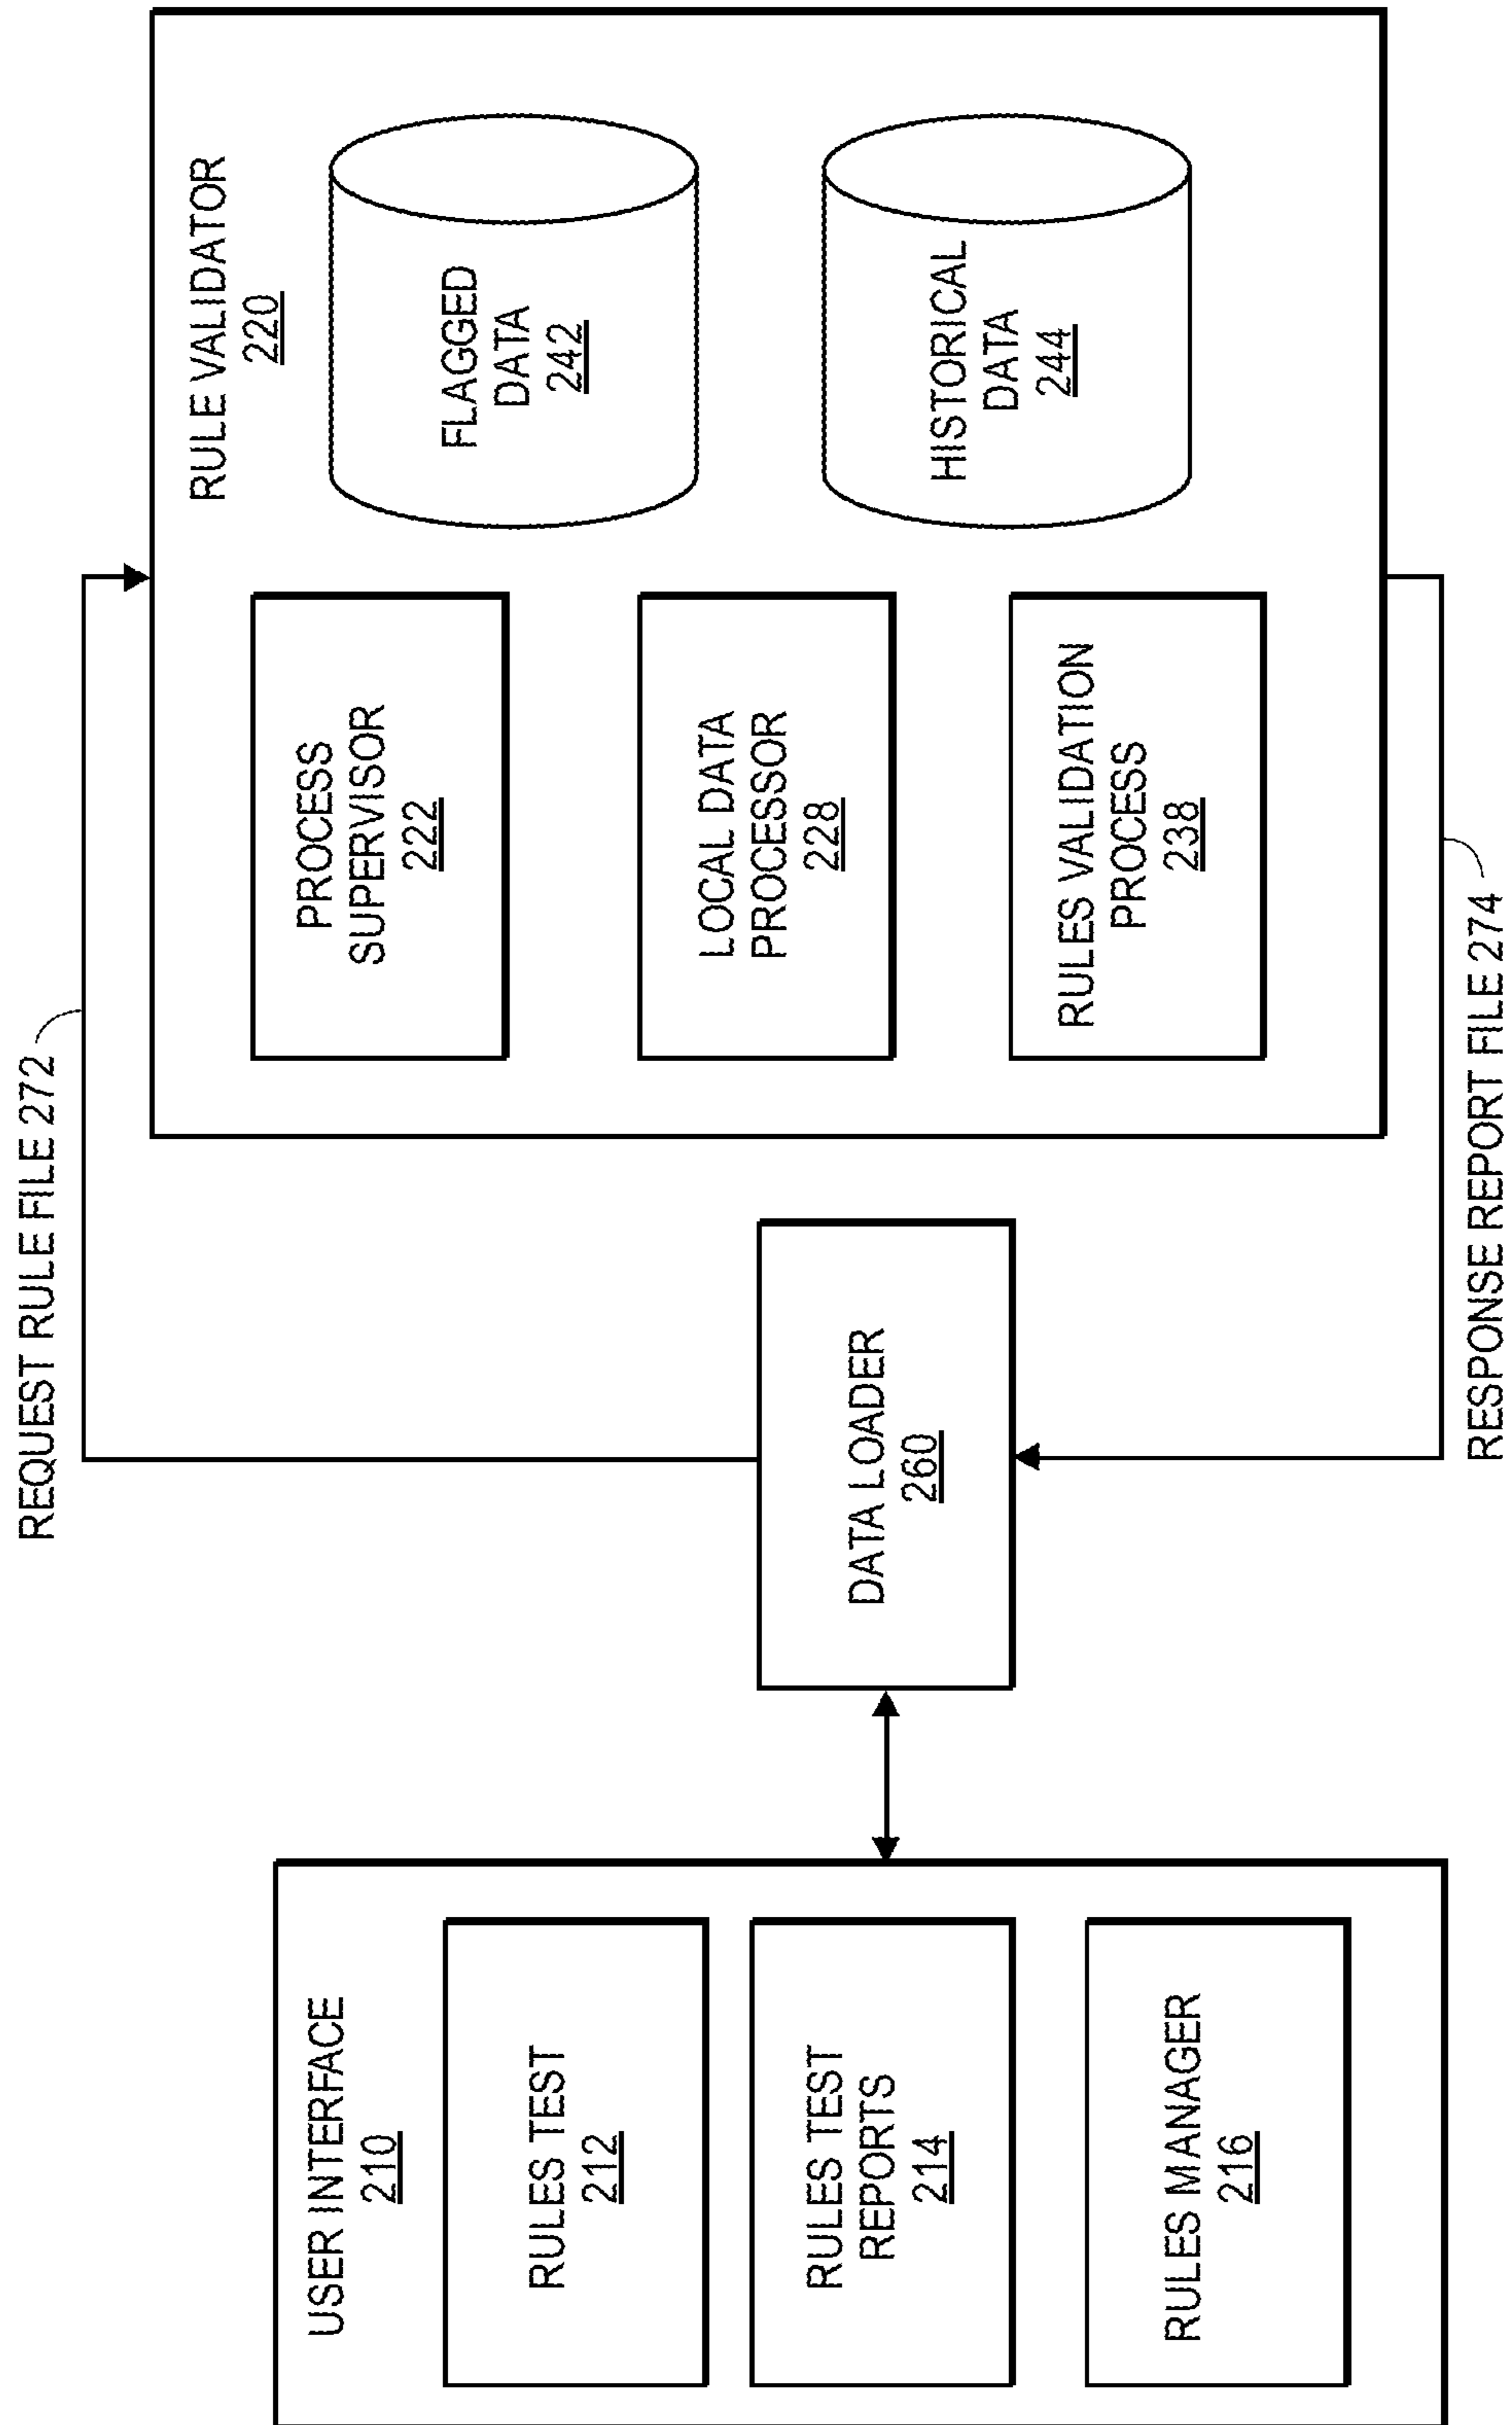 REQUEST RULE FILE 272
USER INTERFACE
210
RULES TEST
212
RULES TEST
REPORTS
214
RULES MANAGER
216
DATA LOADER
260
RULE VALIDATOR
220
PROCESS
SUPERVISOR
222
LOCAL DATA
PROCESSOR
228
RULES VALIDATION
PROCESS
238
FLAGGED
DATA
242
HISTORICAL
DATA
244
RESPONSE REPORT FILE 274